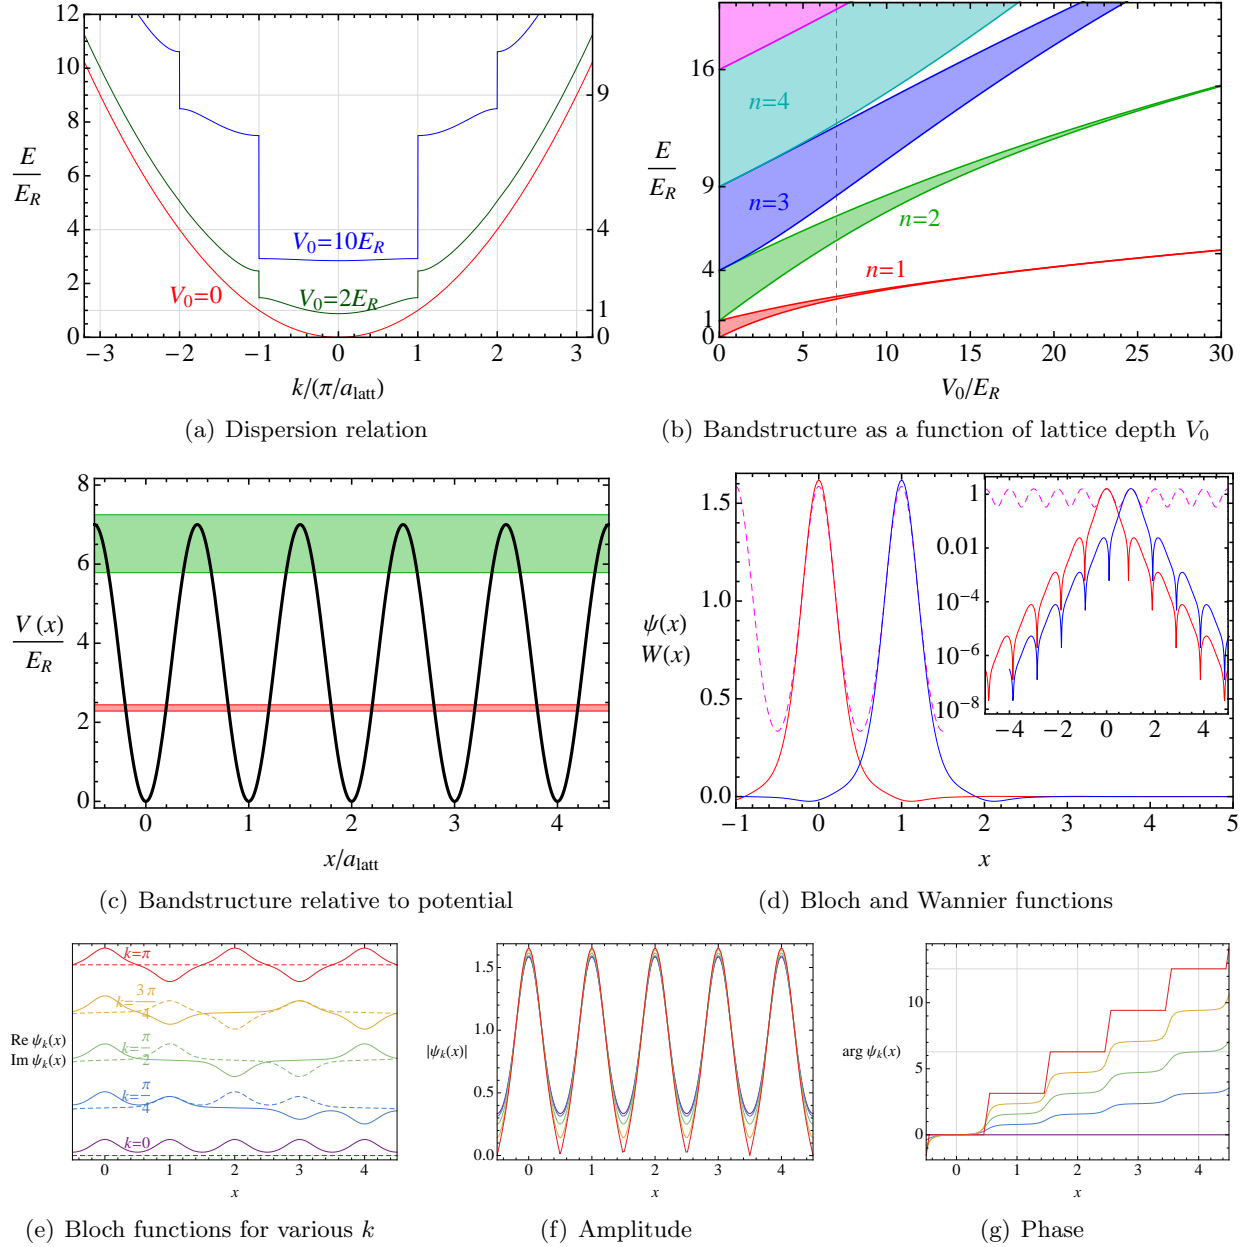 12
10
8
6
4
2
0
E
E_R
9
4
1
0
V_0=10E_R
V_0=0
V_0=2E_R
−3 −2 −1 0 1 2 3
k/(π/a_latt)
(a) Dispersion relation
16
9
4
1
0
E
E_R
n=4
n=3
n=2
n=1
0 5 10 15 20 25 30
V_0/E_R
(b) Bandstructure as a function of lattice depth V_0
8
6
4
2
0
V(x)
E_R
0 1 2 3 4
x/a_latt
(c) Bandstructure relative to potential
1.5
1.0
0.5
0.0
ψ(x)
W(x)
1
0.01
10^−4
10^−6
10^−8
−4 −2 0 2 4
−1 0 1 2 3 4 5
x
(d) Bloch and Wannier functions
Re ψ_k(x)
Im ψ_k(x)
k=π
k=3π/4
k=π/2
k=π/4
k=0
0 1 2 3 4
x
(e) Bloch functions for various k
|ψ_k(x)|
1.5
1.0
0.5
0.0
0 1 2 3 4
x
(f) Amplitude
arg ψ_k(x)
10
5
0
0 1 2 3 4
x
(g) Phase